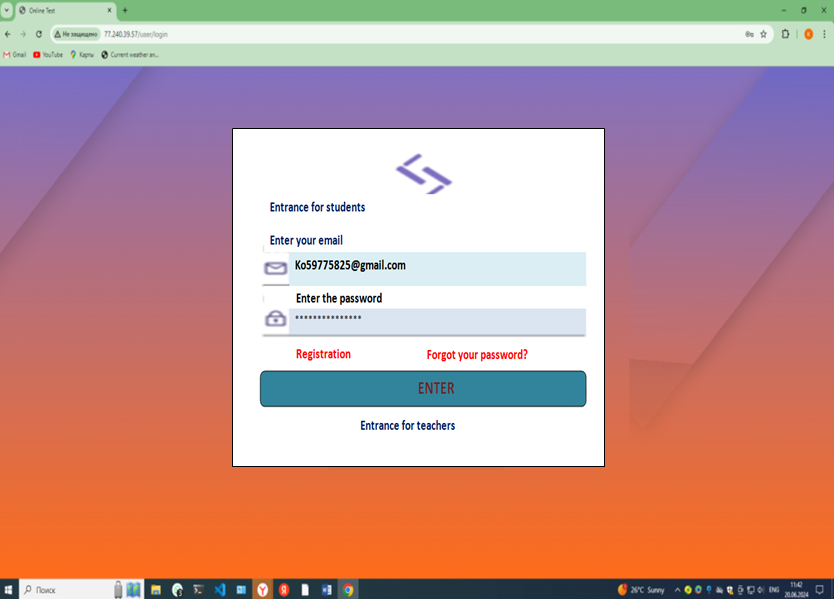 Online Test
Не защищено 77.240.39.57/user/login
Gmail YouTube Карты Current weather an...
Entrance for students
Enter your email
Ko59775825@gmail.com
Enter the password
***************
Registration Forgot your password?
ENTER
Entrance for teachers
Поиск 26°C Sunny ENG 11:42
20.06.2024